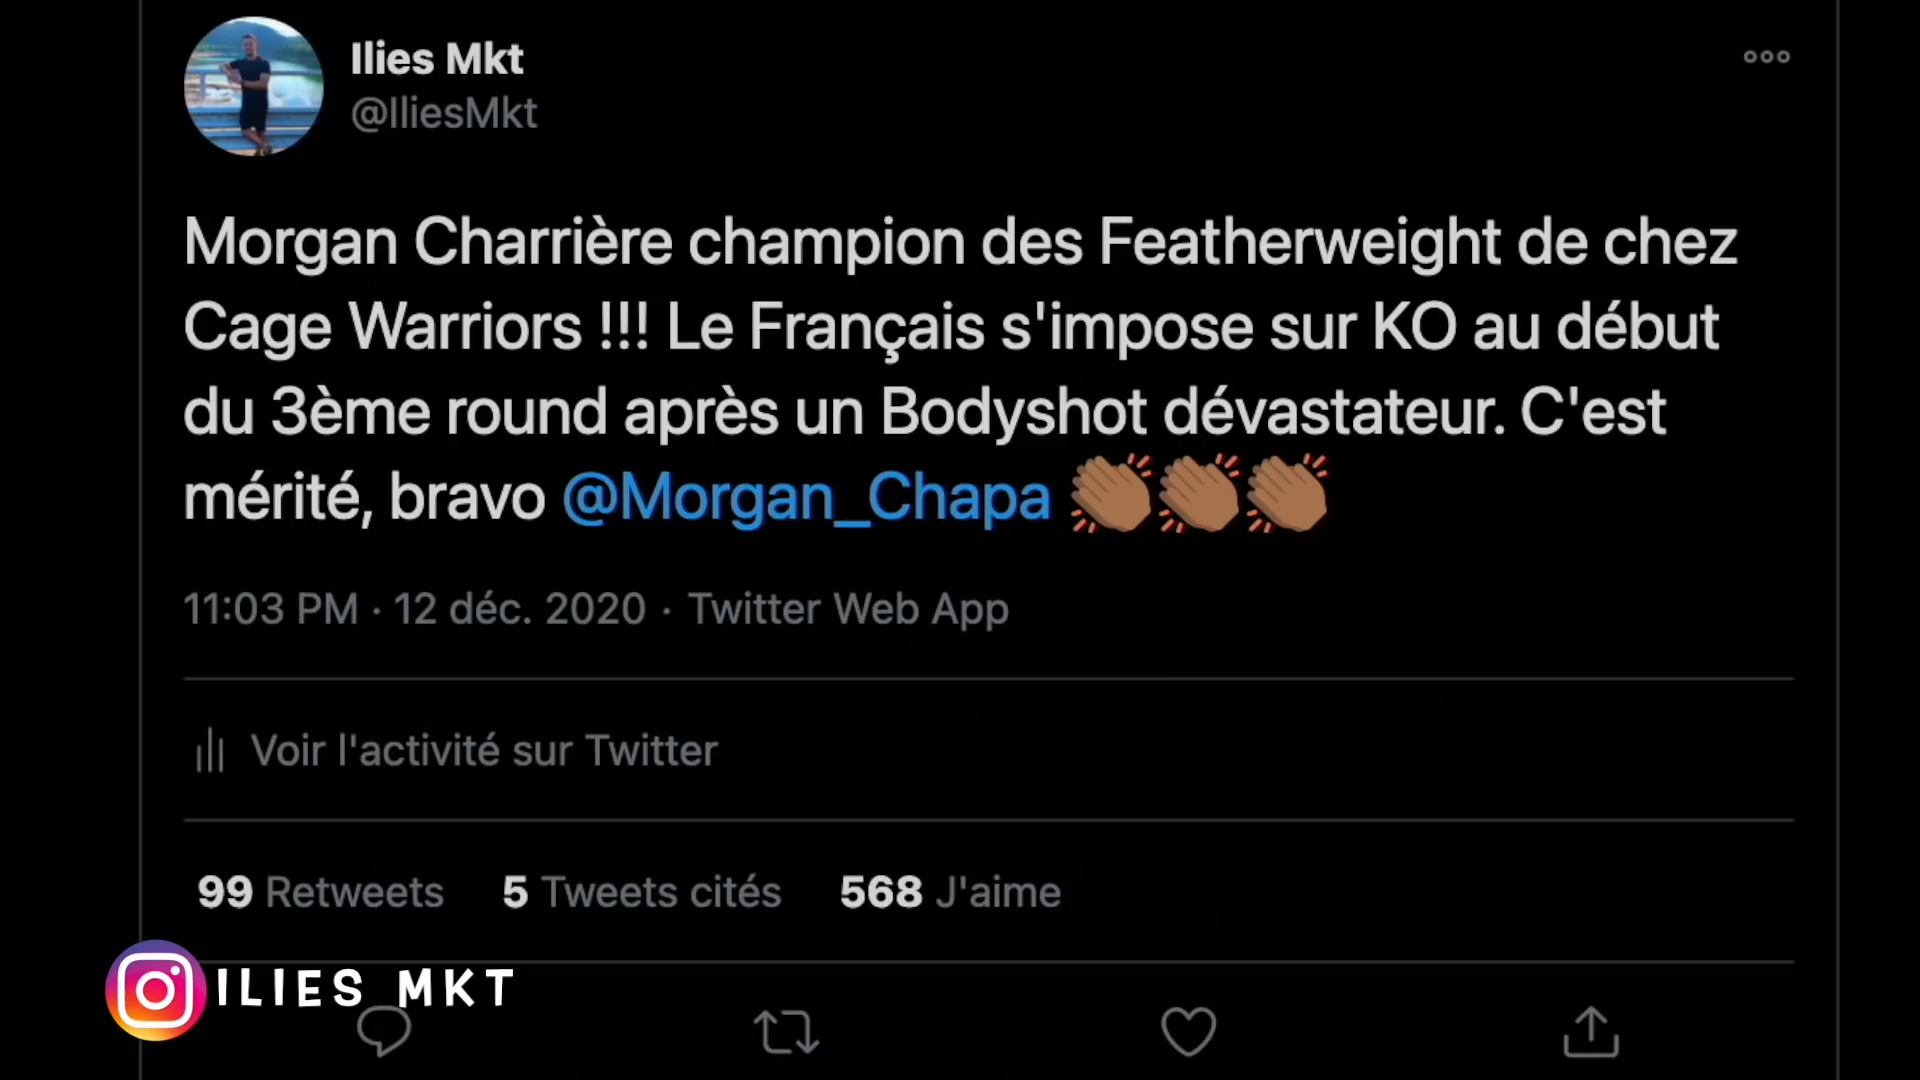 Ilies Mkt
@IliesMkt
Morgan Charrière champion des Featherweight de chez
Cage Warriors !!! Le Français s'impose sur KO au début
du 3ème round après un Bodyshot dévastateur. C'est
mérité, bravo @Morgan_Chapa 👏🏾👏🏾👏🏾
11:03 PM · 12 déc. 2020 · Twitter Web App
Voir l'activité sur Twitter
99 Retweets 5 Tweets cités 568 J'aime
ILIES MKT